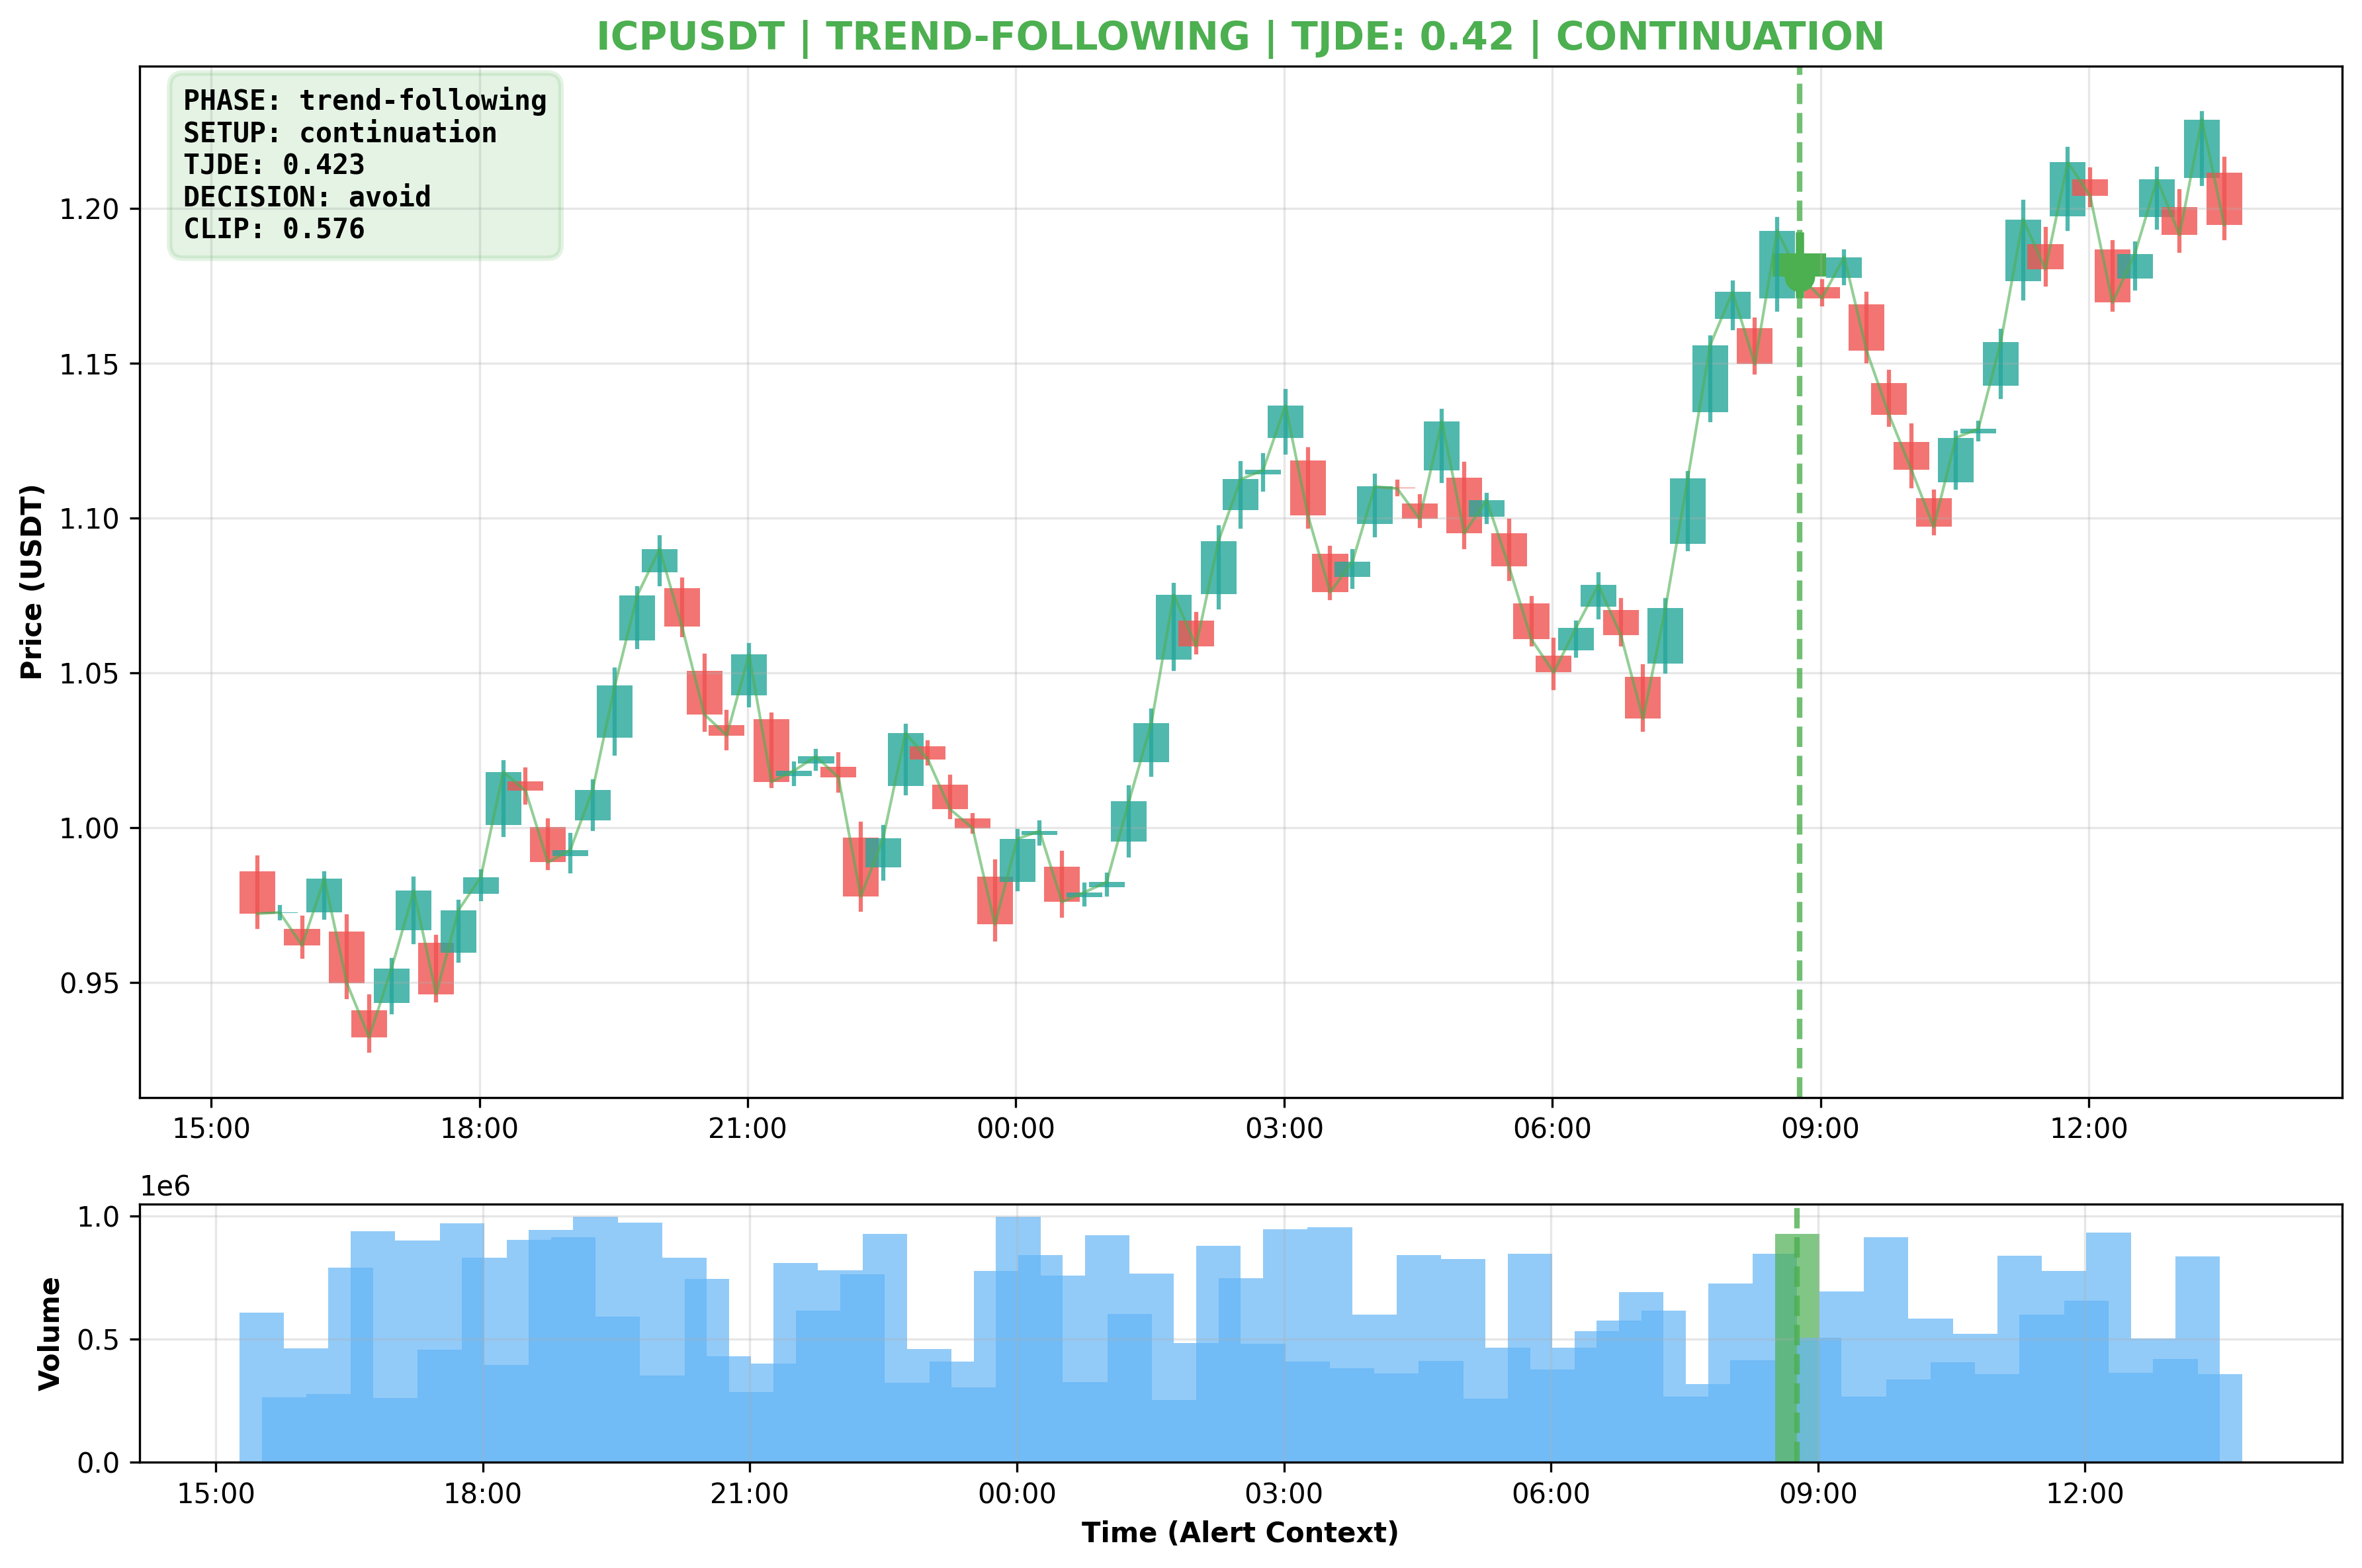 ICPUSDT | TREND-FOLLOWING | TJDE: 0.42 | CONTINUATION
PHASE: trend-following
SETUP: continuation
TJDE: 0.423
DECISION: avoid
CLIP: 0.576
Price (USDT)
1.20
1.15
1.10
1.05
1.00
0.95
15:00 18:00 21:00 00:00 03:00 06:00 09:00 12:00
1e6
Volume
1.0
0.5
0.0
15:00 18:00 21:00 00:00 03:00 06:00 09:00 12:00
Time (Alert Context)